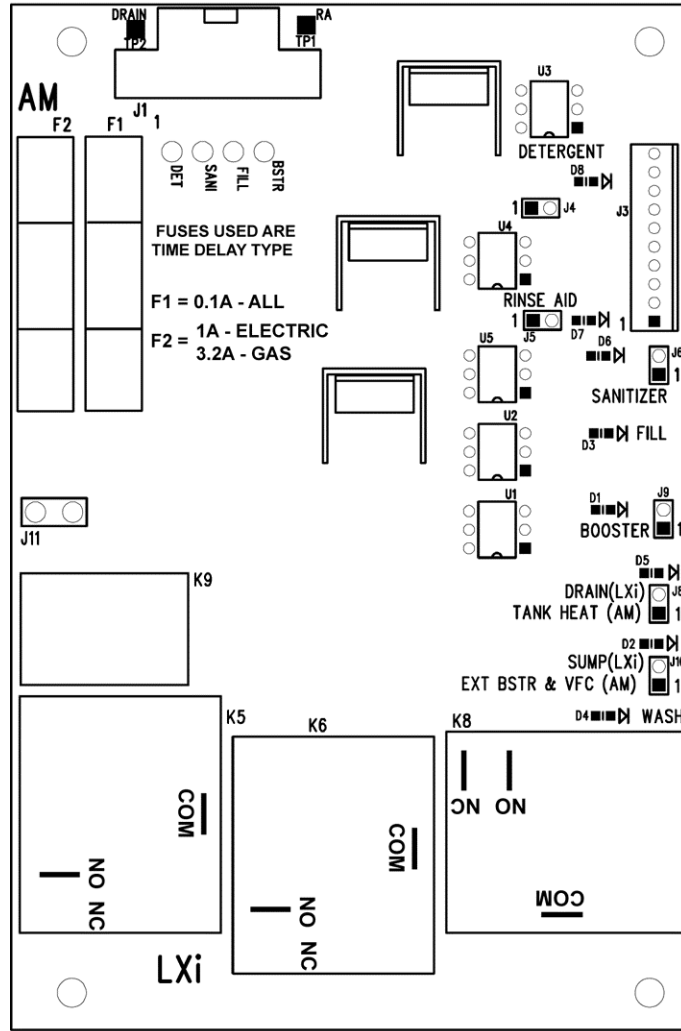 DRAIN
TP2
RA
TP1
J1
1
AM
F2
F1
DET
SANI
FILL
BSTR
U3
DETERGENT
D8
J3
1
1
J4
U4
FUSES USED ARE
TIME DELAY TYPE
F1 = 0.1A - ALL
F2 =
1A - ELECTRIC
3.2A - GAS
RINSE AID
1
J5
D7
D6
U5
J6
1
SANITIZER
U2
D3
FILL
U1
D1
J9
BOOSTER
1
J11
D5
K9
DRAIN(LXi)
J8
TANK HEAT (AM)
1
D2
SUMP(LXi)
J10
EXT BSTR & VFC (AM)
1
K5
K6
K8
D4
WASH
NC
NO
COM
COM
COM
NO
NC
NO
NC
LXi